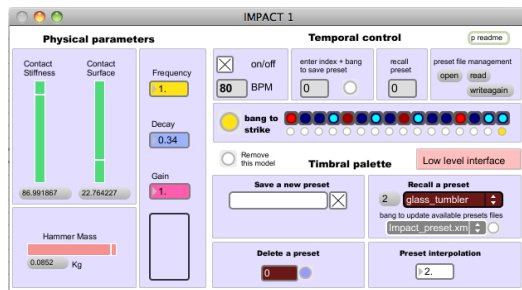 IMPACT 1
Physical parameters
Contact Stiffness
Contact Surface
86.991867
22.764227
Hammer Mass
0.0852 Kg
Frequency
1.
Decay
0.34
Gain
1.
Temporal control
p readme
on/off
80 BPM
enter index + bang
to save preset
0
recall
preset
0
preset file management
open read
writeagain
bang to
strike
Remove
this model
Timbral palette
Low level interface
Save a new preset
Recall a preset
2 glass_tumbler
bang to update available presets files
Impact_preset.xm
Delete a preset
0
Preset interpolation
2.